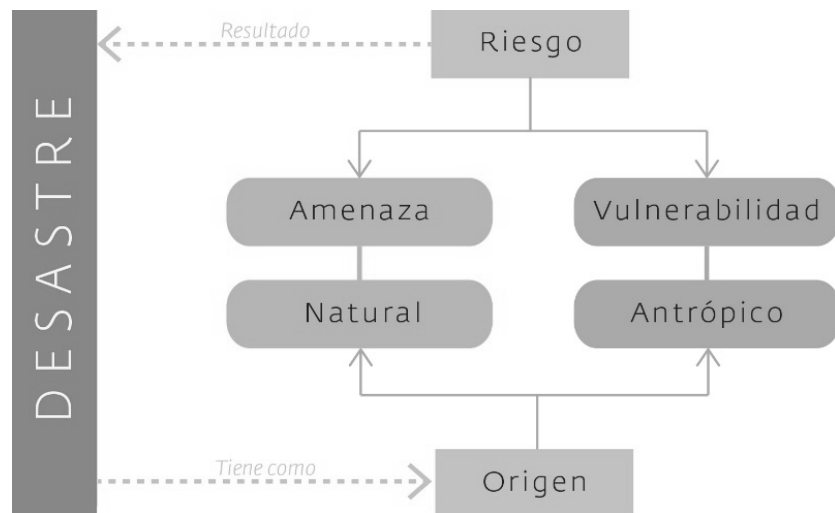 DESASTRE
Resultado
Riesgo
Amenaza
Vulnerabilidad
Natural
Antrópico
Tiene como
Origen